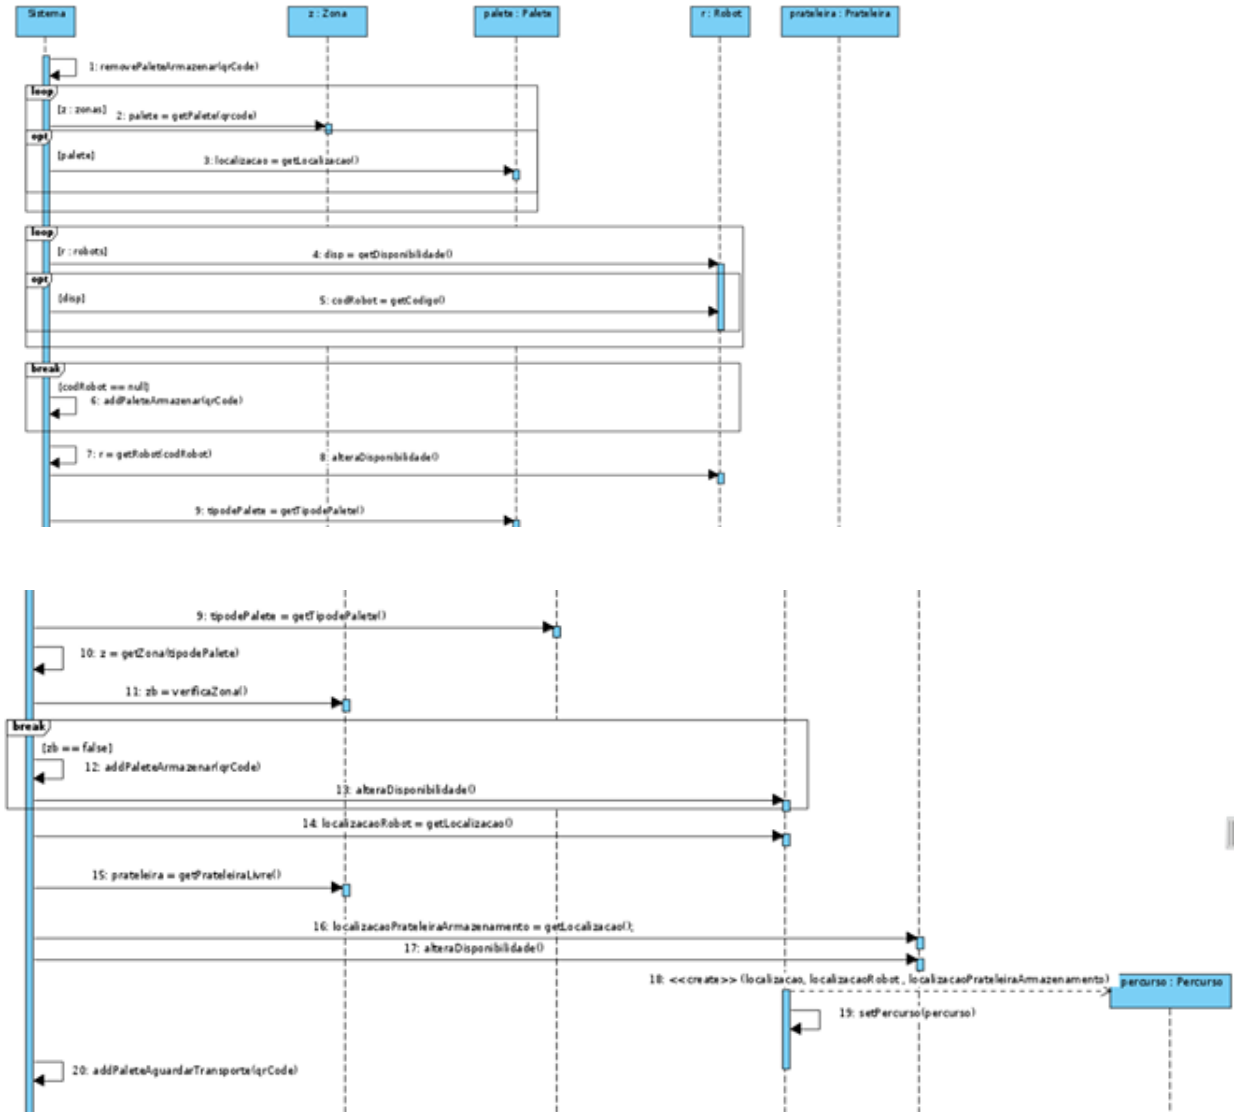 Sistema
z : Zona
palete : Palete
r : Robot
prateleira : Prateleira
1: removePaleteArmazenar(qrCode)
loop
[z : zonas]
2: palete = getPalete(qrcode)
opt
[palete]
3: localizacao = getLocalizacao()
loop
[r : robots]
4: disp = getDisponibilidade()
opt
[disp]
5: codRobot = getCodigo()
break
[codRobot == null]
6: addPaleteArmazenar(qrCode)
7: r = getRobot(codRobot)
8: alteraDisponibilidade()
9: tipodePalete = getTipodePalete()
9: tipodePalete = getTipodePalete()
10: z = getZona(tipodePalete)
11: zb = verificaZona()
break
[zb == false]
12: addPaleteArmazenar(qrCode)
13: alteraDisponibilidade()
14: localizacaoRobot = getLocalizacao()
15: prateleira = getPrateleiraLivre()
16: localizacaoPrateleiraArmazenamento = getLocalizacao();
17: alteraDisponibilidade()
18: <<create>> (localizacao, localizacaoRobot , localizacaoPrateleiraArmazenamento)
percurso : Percurso
19: setPercurso(percurso)
20: addPaleteAguardarTransporte(qrCode)